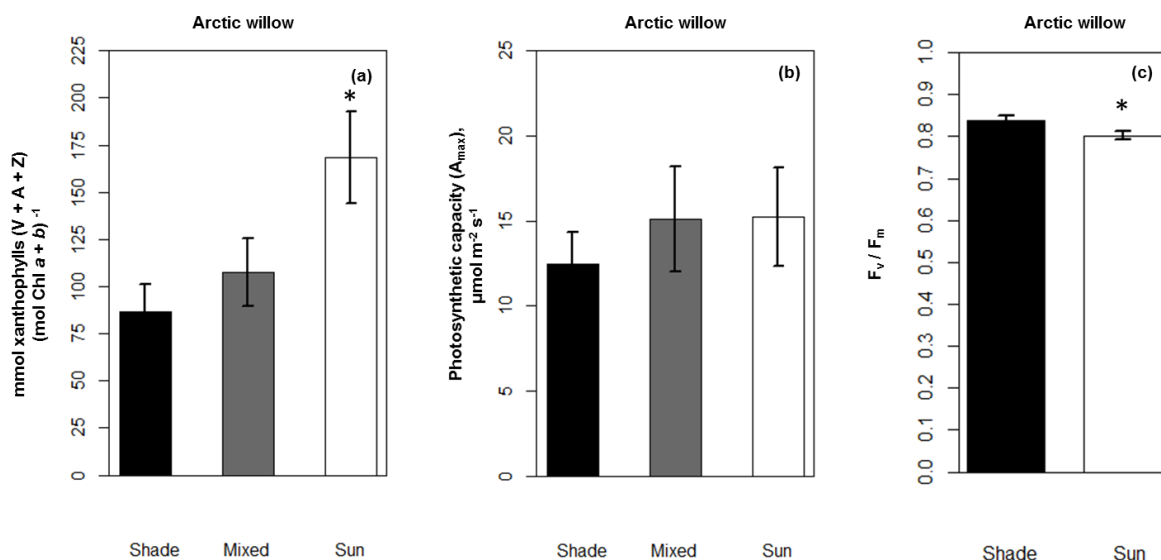 Arctic willow
(a)
*
mmol xanthophylls (V + A + Z)
(mol Chl a + b) -1
225
200
175
150
125
100
75
50
25
0
Shade Mixed Sun
Arctic willow
(b)
Photosynthetic capacity (Amax),
µmol m-2 s-1
25
20
15
10
5
0
Shade Mixed Sun
Arctic willow
(c)
*
Fv / Fm
1.0
0.9
0.8
0.7
0.6
0.5
0.4
0.3
0.2
0.1
0.0
Shade Sun